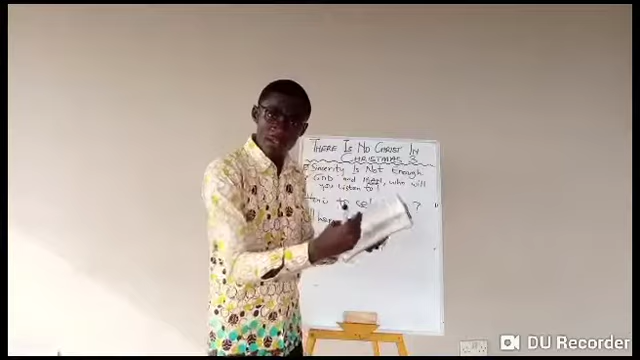 THERE IS NO CHRIST IN
CHRISTMAS
Sincerity Is Not Enough
GOD and Man, who will
you listen to?
to
?
DU Recorder